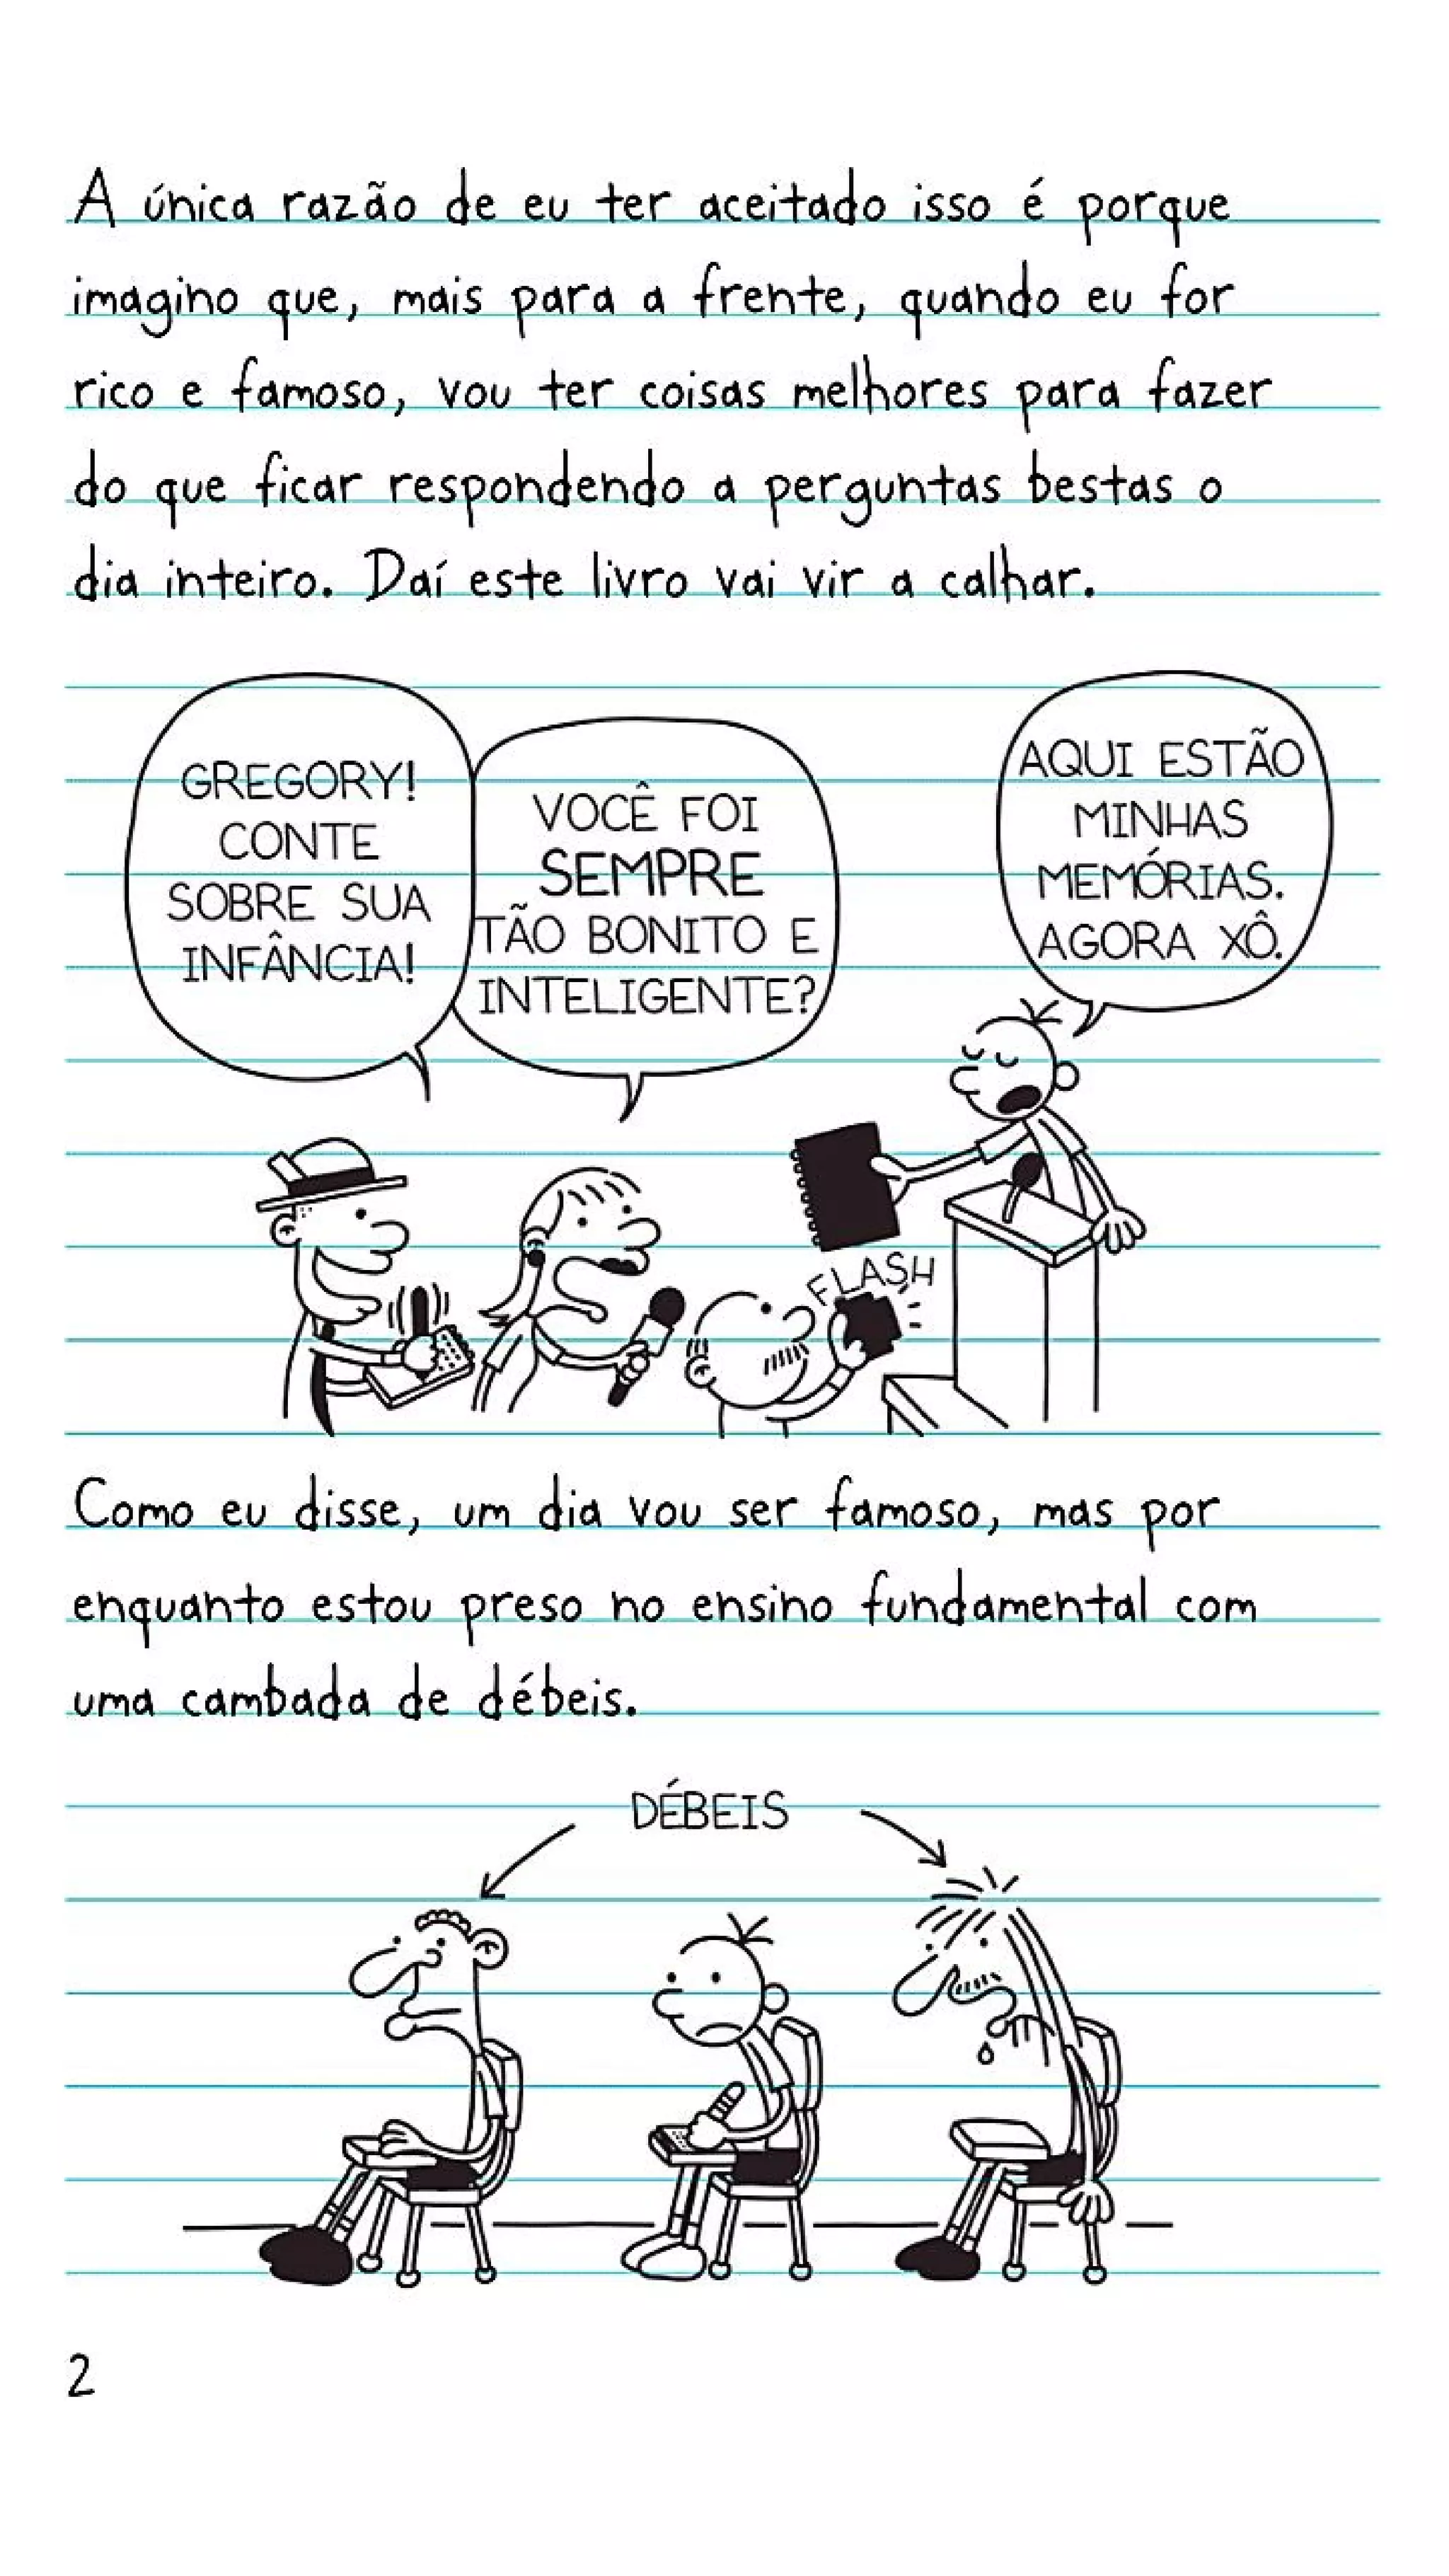 A única razão de eu ter aceitado isso é porque
imagino que, mais para a frente, quando eu for
rico e famoso, vou ter coisas melhores para fazer
do que ficar respondendo a perguntas bestas o
dia inteiro. Daí este livro vai vir a calhar.
GREGORY!
CONTE
SOBRE SUA
INFÂNCIA!
VOCÊ FOI
SEMPRE
TÃO BONITO E
INTELIGENTE?
AQUI ESTÃO
MINHAS
MEMÓRIAS.
AGORA XÔ.
FLASH
Como eu disse, um dia vou ser famoso, mas por
enquanto estou preso no ensino fundamental com
uma cambada de débeis.
DÉBEIS
2